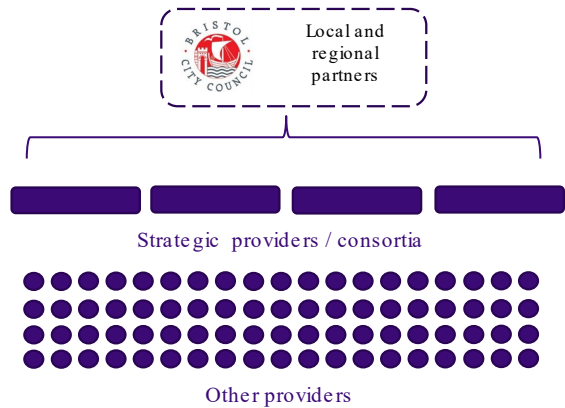 BRISTOL
CITY COUNCIL
Local and
regional
partners
Strategic providers / consortia
Other providers